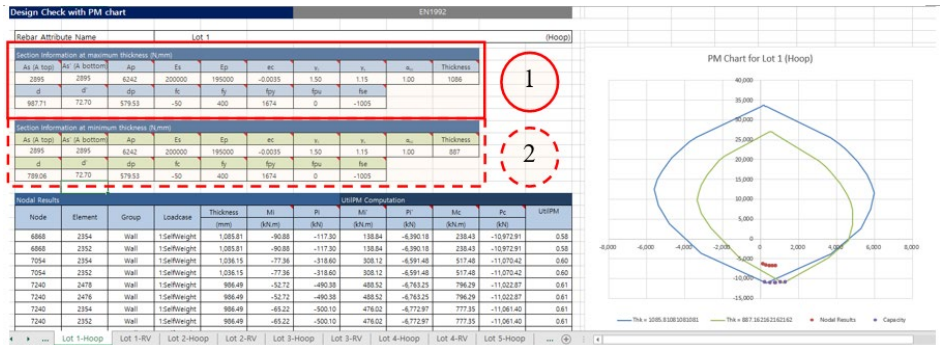 Design Check with PM chart EN1992
Rebar Attribute Name Lot 1 (Hoop)
Section Information at maximum thickness (N,mm)
As (A top) As' (A bottom) Ap Es Ep ec γc γs αcc Thickness
2895 2895 6242 200000 195000 -0.0035 1.50 1.15 1.00 1086
d d' dp fc fy fpy fpu fse
987.71 72.70 579.53 -50 400 1674 0 -1005
1
Section Information at minimum thickness (N,mm)
As (A top) As' (A bottom) Ap Es Ep ec γc γs αcc Thickness
2895 2895 6242 200000 195000 -0.0035 1.50 1.15 1.00 887
d d' dp fc fy fpy fpu fse
789.06 72.70 579.53 -50 400 1674 0 -1005
2
Nodal Results UtilPM Computation
Node Element Group Loadcase Thickness Mi Pi Mi' Pi' Mc Pc UtilPM
(mm) (kN.m) (kN) (kN.m) (kN) (kN.m) (kN)
6868 2354 Wall 1:SelfWeight 1,085.81 -90.88 -117.30 138.84 -6,390.18 238.43 -10,972.91 0.58
6868 2352 Wall 1:SelfWeight 1,085.81 -90.88 -117.30 138.84 -6,390.18 238.43 -10,972.91 0.58
7054 2354 Wall 1:SelfWeight 1,036.15 -77.36 -318.60 308.12 -6,591.48 517.48 -11,070.42 0.60
7054 2352 Wall 1:SelfWeight 1,036.15 -77.36 -318.60 308.12 -6,591.48 517.48 -11,070.42 0.60
7240 2478 Wall 1:SelfWeight 986.49 -52.72 -490.38 488.52 -6,763.25 796.29 -11,022.87 0.61
7240 2476 Wall 1:SelfWeight 986.49 -52.72 -490.38 488.52 -6,763.25 796.29 -11,022.87 0.61
7240 2354 Wall 1:SelfWeight 986.49 -65.22 -500.10 476.02 -6,772.97 777.35 -11,061.40 0.61
7240 2352 Wall 1:SelfWeight 986.49 -65.22 -500.10 476.02 -6,772.97 777.35 -11,061.40 0.61
... Lot 1-Hoop Lot 1-RV Lot 2-Hoop Lot 2-RV Lot 3-Hoop Lot 3-RV Lot 4-Hoop Lot 4-RV Lot 5-Hoop ...
PM Chart for Lot 1 (Hoop)
40,000
35,000
30,000
25,000
20,000
15,000
10,000
5,000
0
-5,000
-10,000
-15,000
-8,000 -6,000 -4,000 -2,000 0 2,000 4,000 6,000 8,000
Thk = 1085.81081081081 Thk = 887.162162162162 Nodal Results Capacity